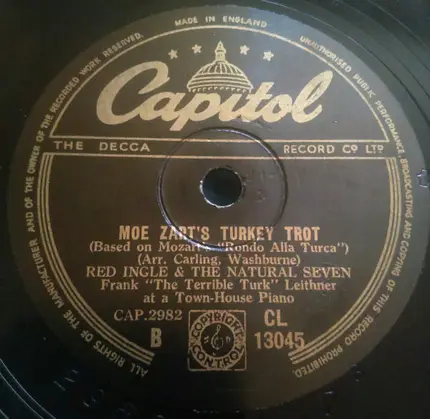 MADE IN ENGLAND
ALL RIGHTS OF THE MANUFACTURER AND OF THE OWNER OF THE RECORDED WORK RESERVED.
UNAUTHORISED PUBLIC PERFORMANCE, BROADCASTING AND COPYING OF THIS RECORD PROHIBITED.
Capitol
THE DECCA RECORD CO LTD
MOE ZART'S TURKEY TROT
(Based on Mozart's "Rondo Alla Turca")
(Arr. Carling, Washburne)
RED INGLE & THE NATURAL SEVEN
Frank "The Terrible Turk" Leithner
at a Town-House Piano
CAP.2982 CL
B 13045
COPYRIGHT CONTROL